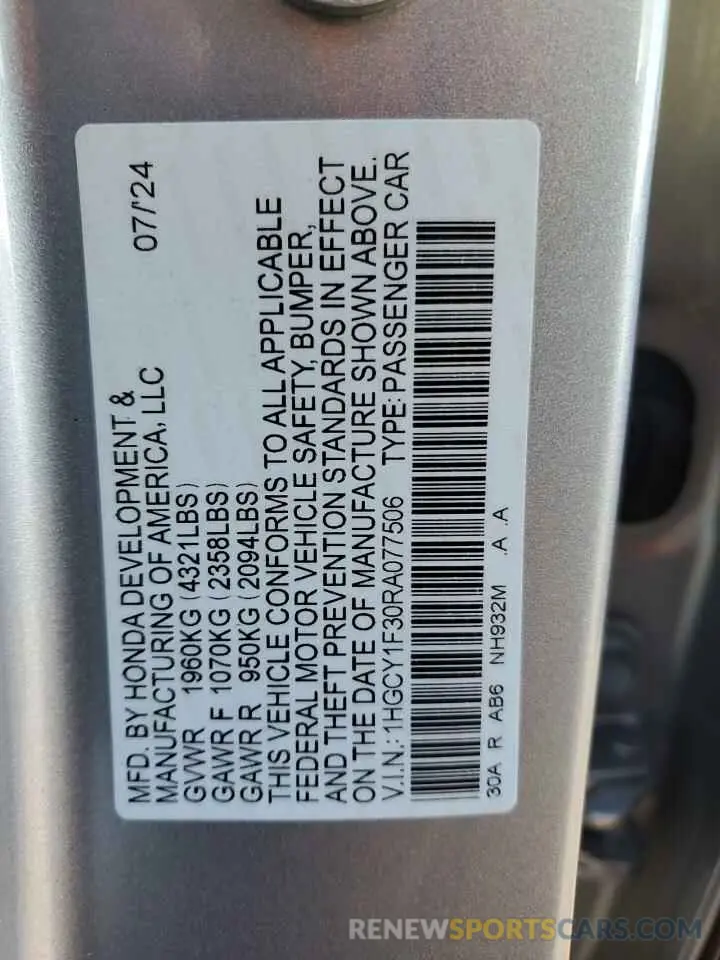 MFD. BY HONDA DEVELOPMENT &
MANUFACTURING OF AMERICA, LLC 07/'24
GVWR 1960KG (4321LBS)
GAWR F 1070KG (2358LBS)
GAWR R 950KG (2094LBS)
THIS VEHICLE CONFORMS TO ALL APPLICABLE
FEDERAL MOTOR VEHICLE SAFETY, BUMPER,
AND THEFT PREVENTION STANDARDS IN EFFECT
ON THE DATE OF MANUFACTURE SHOWN ABOVE.
V.I.N.: 1HGCY1F30RA077506 TYPE: PASSENGER CAR
30A R AB6 NH932M .A .A
RENEWSPORTSCARS.COM